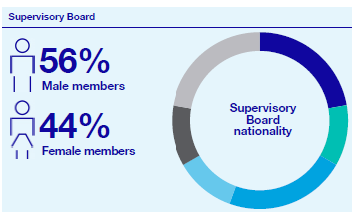 Supervisory Board
56%
Male members
44%
Female members
Supervisory
Board
nationality